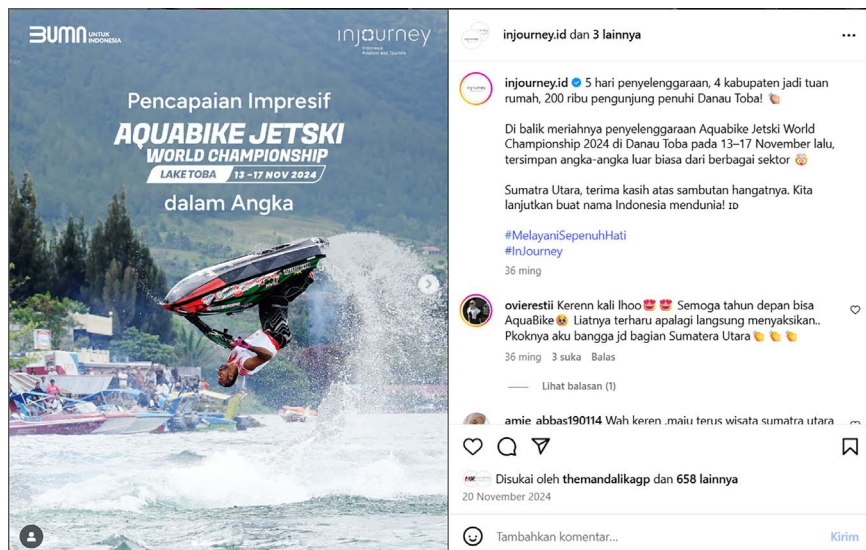 BUMN UNTUK INDONESIA
injourney
Indonesia
Aviation and Tourism
Pencapaian Impresif
AQUABIKE JETSKI
WORLD CHAMPIONSHIP
LAKE TOBA 13-17 NOV 2024
dalam Angka
injourney.id dan 3 lainnya
injourney.id 5 hari penyelenggaraan, 4 kabupaten jadi tuan
rumah, 200 ribu pengunjung penuhi Danau Toba! 👏🏻
Di balik meriahnya penyelenggaraan Aquabike Jetski World
Championship 2024 di Danau Toba pada 13–17 November lalu,
tersimpan angka-angka luar biasa dari berbagai sektor 🤯
Sumatra Utara, terima kasih atas sambutan hangatnya. Kita
lanjutkan buat nama Indonesia mendunia! ɪᴅ
#MelayaniSepenuhHati
#InJourney
36 ming
ovierestii Kerenn kali lhoo😍😍 Semoga tahun depan bisa
AquaBike🥹 Liatnya terharu apalagi langsung menyaksikan..
Pkoknya aku bangga jd bagian Sumatera Utara👏👏👏
36 ming 3 suka Balas
Lihat balasan (1)
amie_abbas190114 Wah keren ,maju terus wisata sumatra utara
Disukai oleh themandalikagp dan 658 lainnya
20 November 2024
Tambahkan komentar...
Kirim